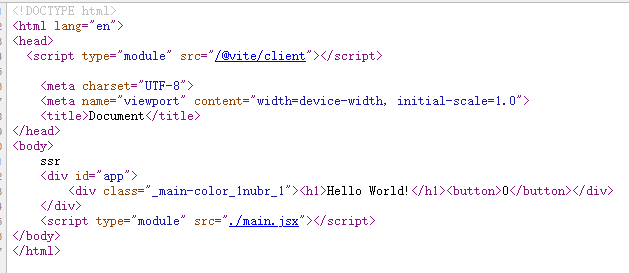 <!DOCTYPE html>
<html lang="en">
<head>
<script type="module" src="/@vite/client"></script>
<meta charset="UTF-8">
<meta name="viewport" content="width=device-width, initial-scale=1.0">
<title>Document</title>
</head>
<body>
ssr
<div id="app">
<div class="_main-color_1nubr_1"><h1>Hello World!</h1><button>0</button></div>
</div>
<script type="module" src="./main.jsx"></script>
</body>
</html>